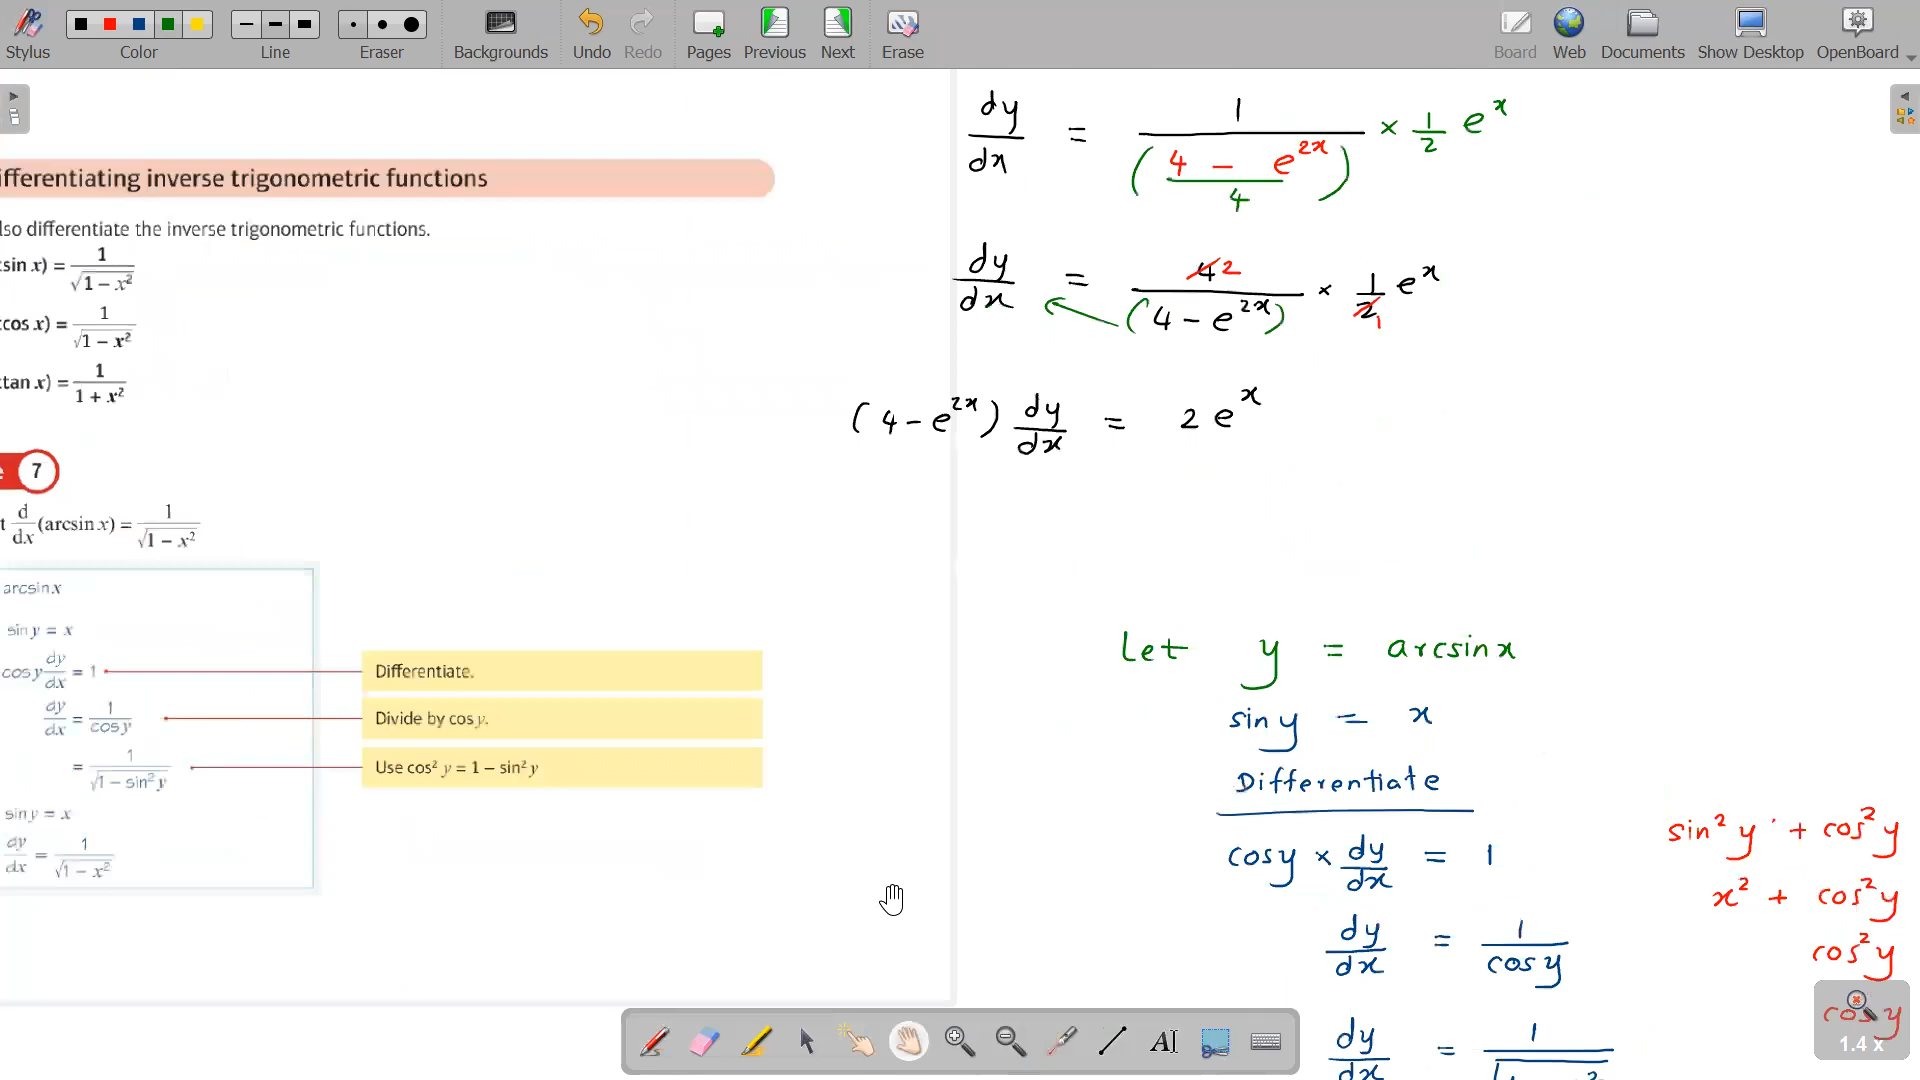 Stylus Color Line Eraser Backgrounds Undo Redo Pages Previous Next Erase Board Web Documents Show Desktop OpenBoard
ifferentiating inverse trigonometric functions
lso differentiate the inverse trigonometric functions.
sin x) = 1/√(1 − x²)
cos x) = 1/√(1 − x²)
tan x) = 1/(1 + x²)
e 7
t d/dx (arcsin x) = 1/√(1 − x²)
arcsin x
sin y = x
cos y dy/dx = 1
Differentiate.
dy/dx = 1/cos y
Divide by cos y.
= 1/√(1 − sin² y)
Use cos² y = 1 − sin² y
sin y = x
dy/dx = 1/√(1 − x²)
dy/dx = 1/((4 − e^2x)/4) × 1/2 e^x
dy/dx = 4 2/(4 − e^2x) × 1/2 1 e^x
(4 − e^2x) dy/dx = 2 e^x
Let y = arcsin x
sin y = x
Differentiate
cos y × dy/dx = 1
dy/dx = 1/cos y
dy/dx = 1/
sin² y + cos² y
x² + cos² y
cos² y
cos y
1.4 x